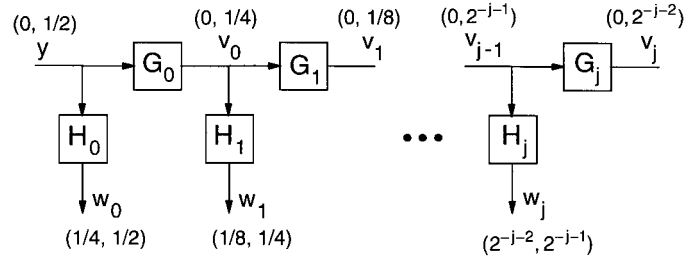 (0, 1/2) (0, 1/4) (0, 1/8) (0,2^{-j-1}) (0,2^{-j-2})
y G_0 v_0 G_1 v_1 v_{j-1} G_j v_j
H_0 H_1 ••• H_j
w_0 w_1 w_j
(1/4, 1/2) (1/8, 1/4) (2^{-j-2}, 2^{-j-1})